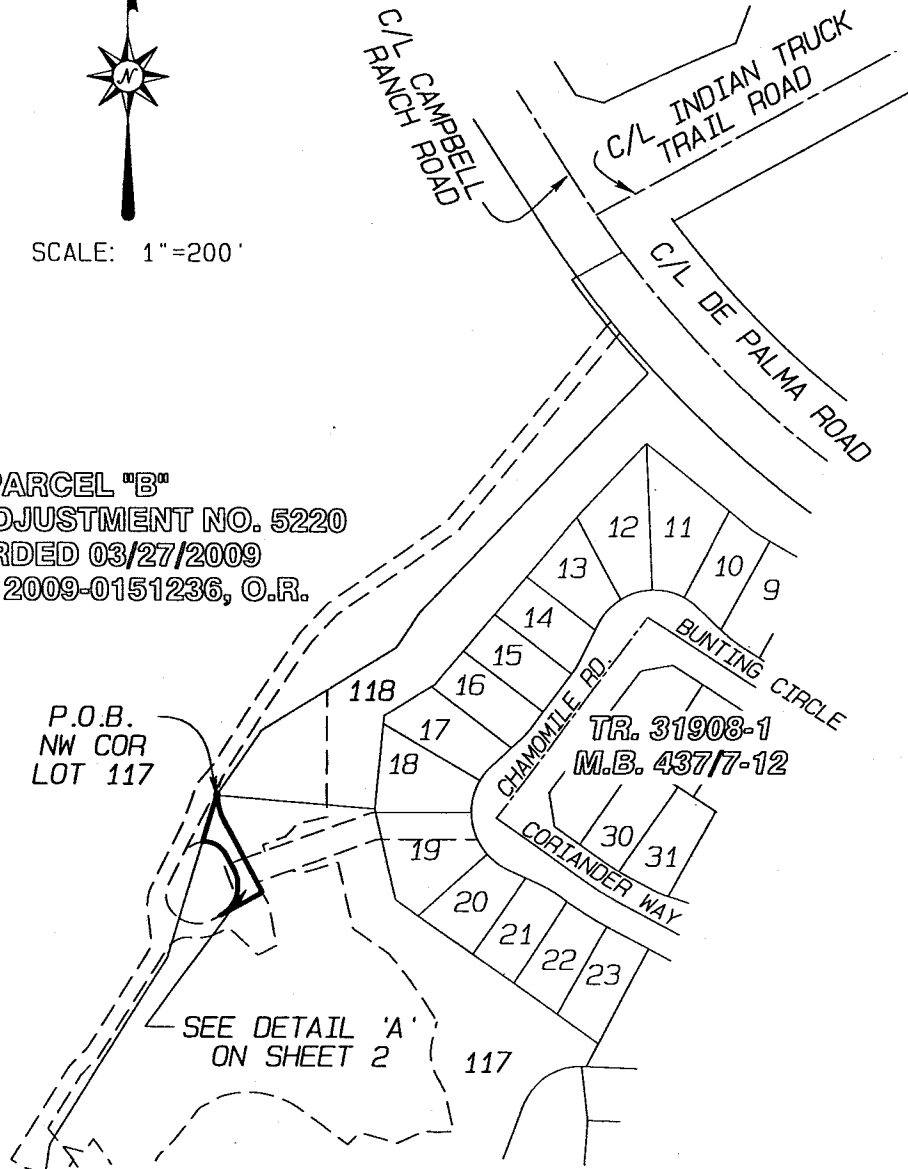 C/L CAMPBELL
RANCH ROAD
C/L INDIAN TRUCK
TRAIL ROAD
N
SCALE: 1"=200'
C/L DE PALMA ROAD
PARCEL "B"
DJUSTMENT NO. 5220
RDED 03/27/2009
2009-0151236, O.R.
12
11
10
9
13
14
15
16
17
18
118
BUNTING CIRCLE
CHAMOMILE RD.
TR. 31908-1
M.B. 437/7-12
P.O.B.
NW COR
LOT 117
19
30
31
CORIANDER WAY
20
21
22
23
SEE DETAIL 'A'
ON SHEET 2
117